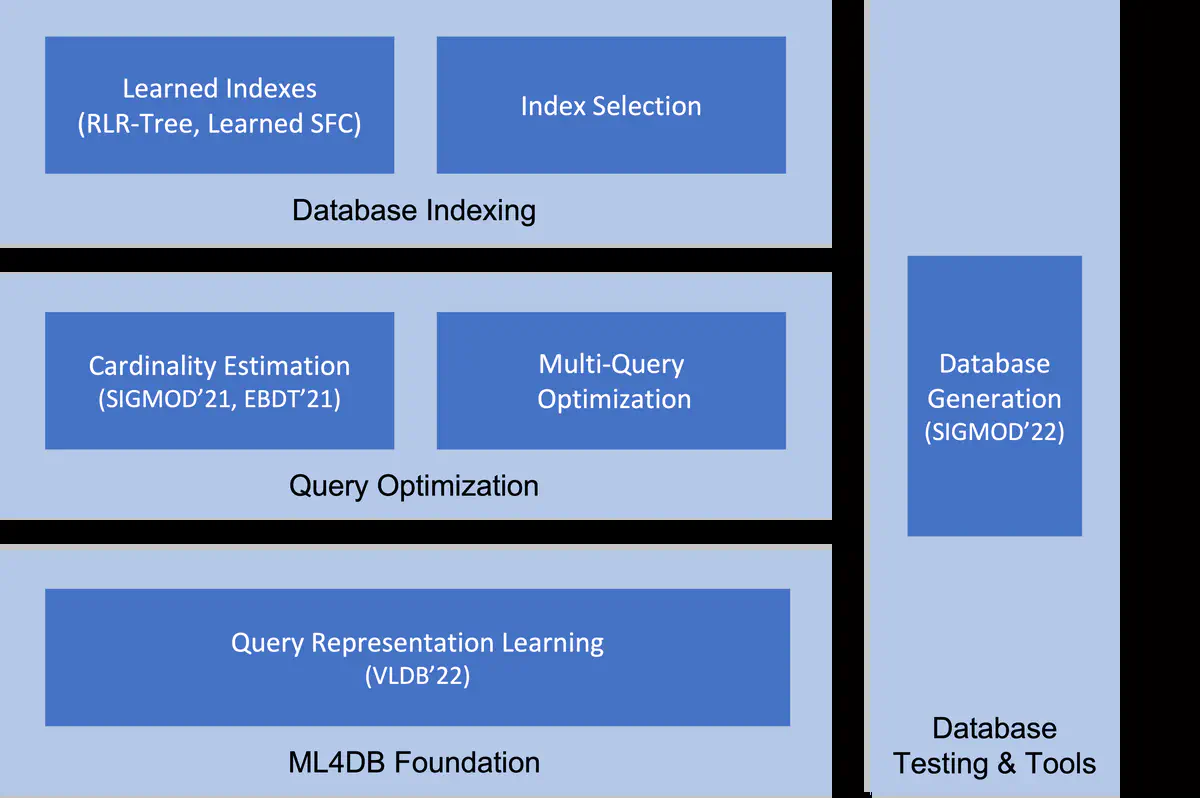 Learned Indexes
(RLR-Tree, Learned SFC)
Index Selection
Database Indexing
Cardinality Estimation
(SIGMOD’21, EBDT’21)
Multi-Query
Optimization
Query Optimization
Query Representation Learning
(VLDB’22)
ML4DB Foundation
Database
Generation
(SIGMOD’22)
Database
Testing & Tools